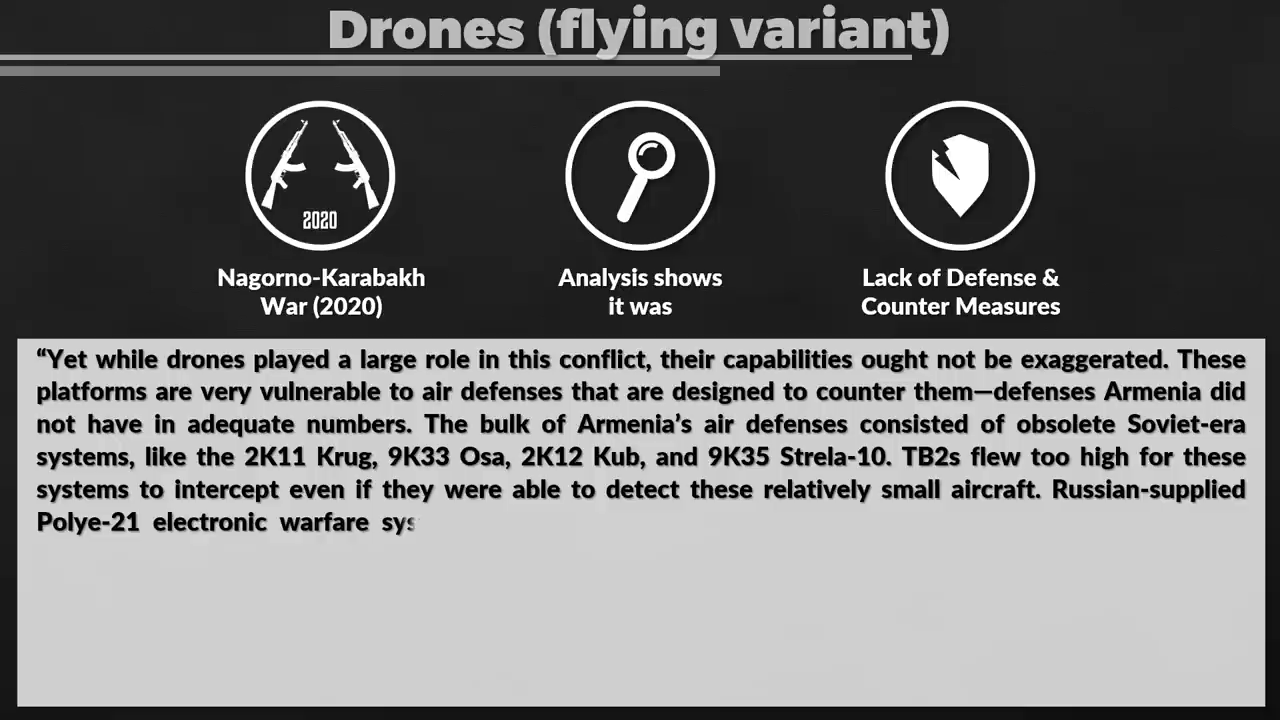 Drones (flying variant)
2020
Nagorno-Karabakh
War (2020)
Analysis shows
it was
Lack of Defense &
Counter Measures
“Yet while drones played a large role in this conflict, their capabilities ought not be exaggerated. These
platforms are very vulnerable to air defenses that are designed to counter them—defenses Armenia did
not have in adequate numbers. The bulk of Armenia’s air defenses consisted of obsolete Soviet-era
systems, like the 2K11 Krug, 9K33 Osa, 2K12 Kub, and 9K35 Strela-10. TB2s flew too high for these
systems to intercept even if they were able to detect these relatively small aircraft. Russian-supplied
Polye-21 electronic warfare sys